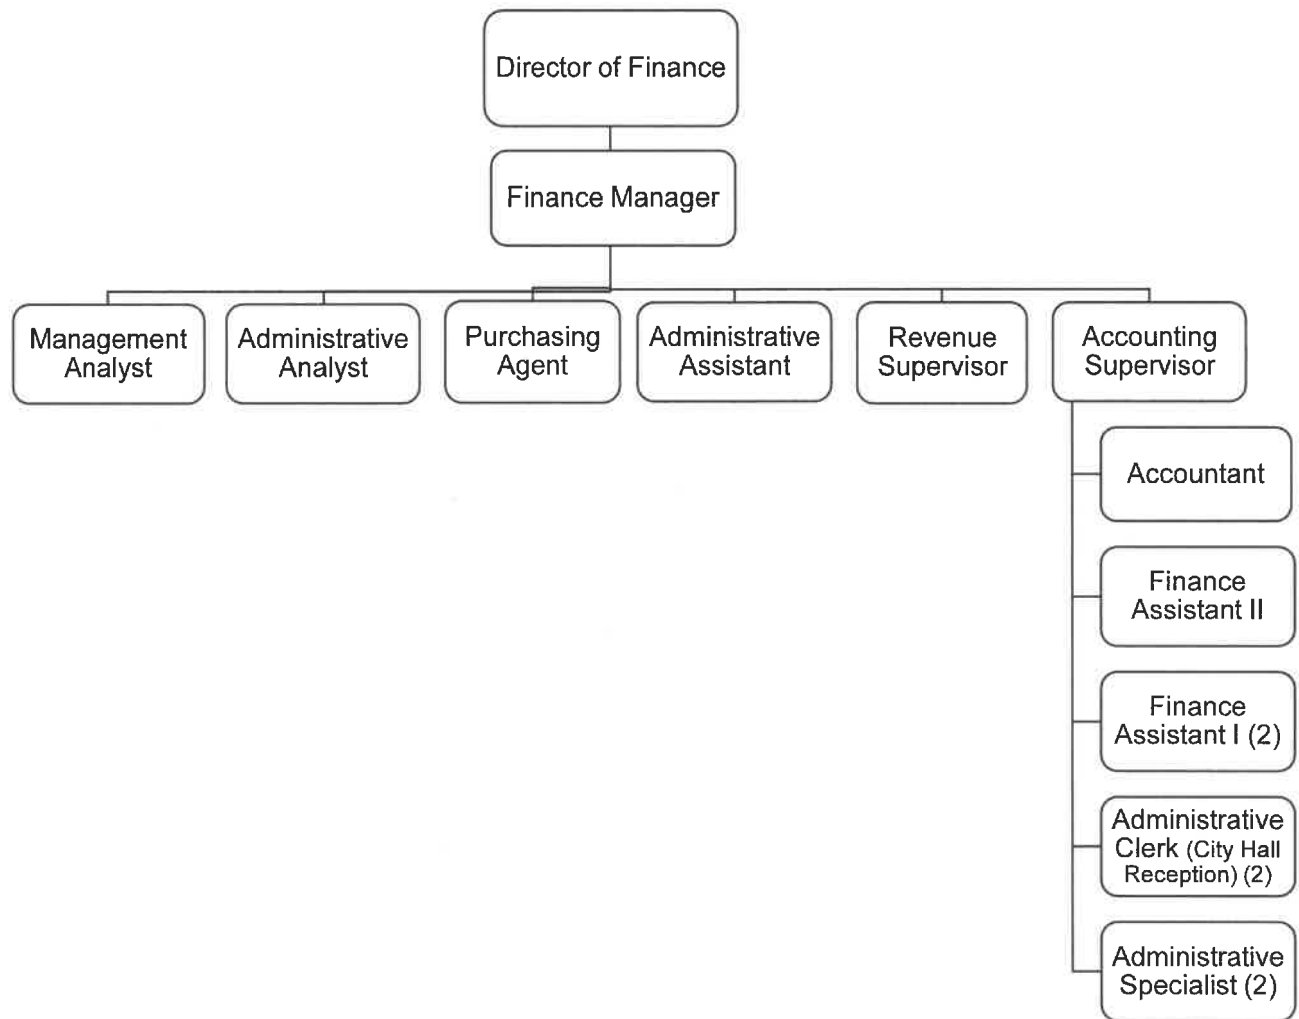 Director of Finance
Finance Manager
Management
Analyst
Administrative
Analyst
Purchasing
Agent
Administrative
Assistant
Revenue
Supervisor
Accounting
Supervisor
Accountant
Finance
Assistant II
Finance
Assistant I (2)
Administrative
Clerk (City Hall
Reception) (2)
Administrative
Specialist (2)